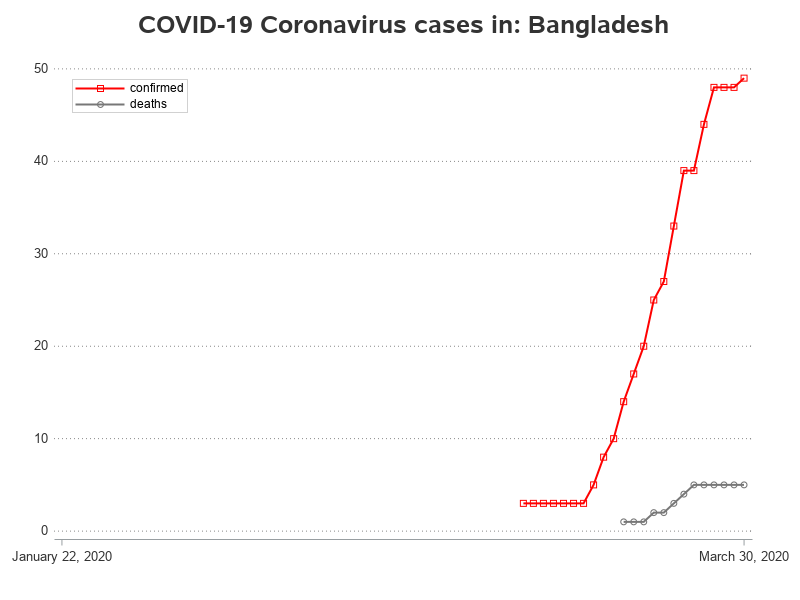 COVID-19 Coronavirus cases in: Bangladesh
50
confirmed
deaths
40
30
20
10
0
January 22, 2020
March 30, 2020